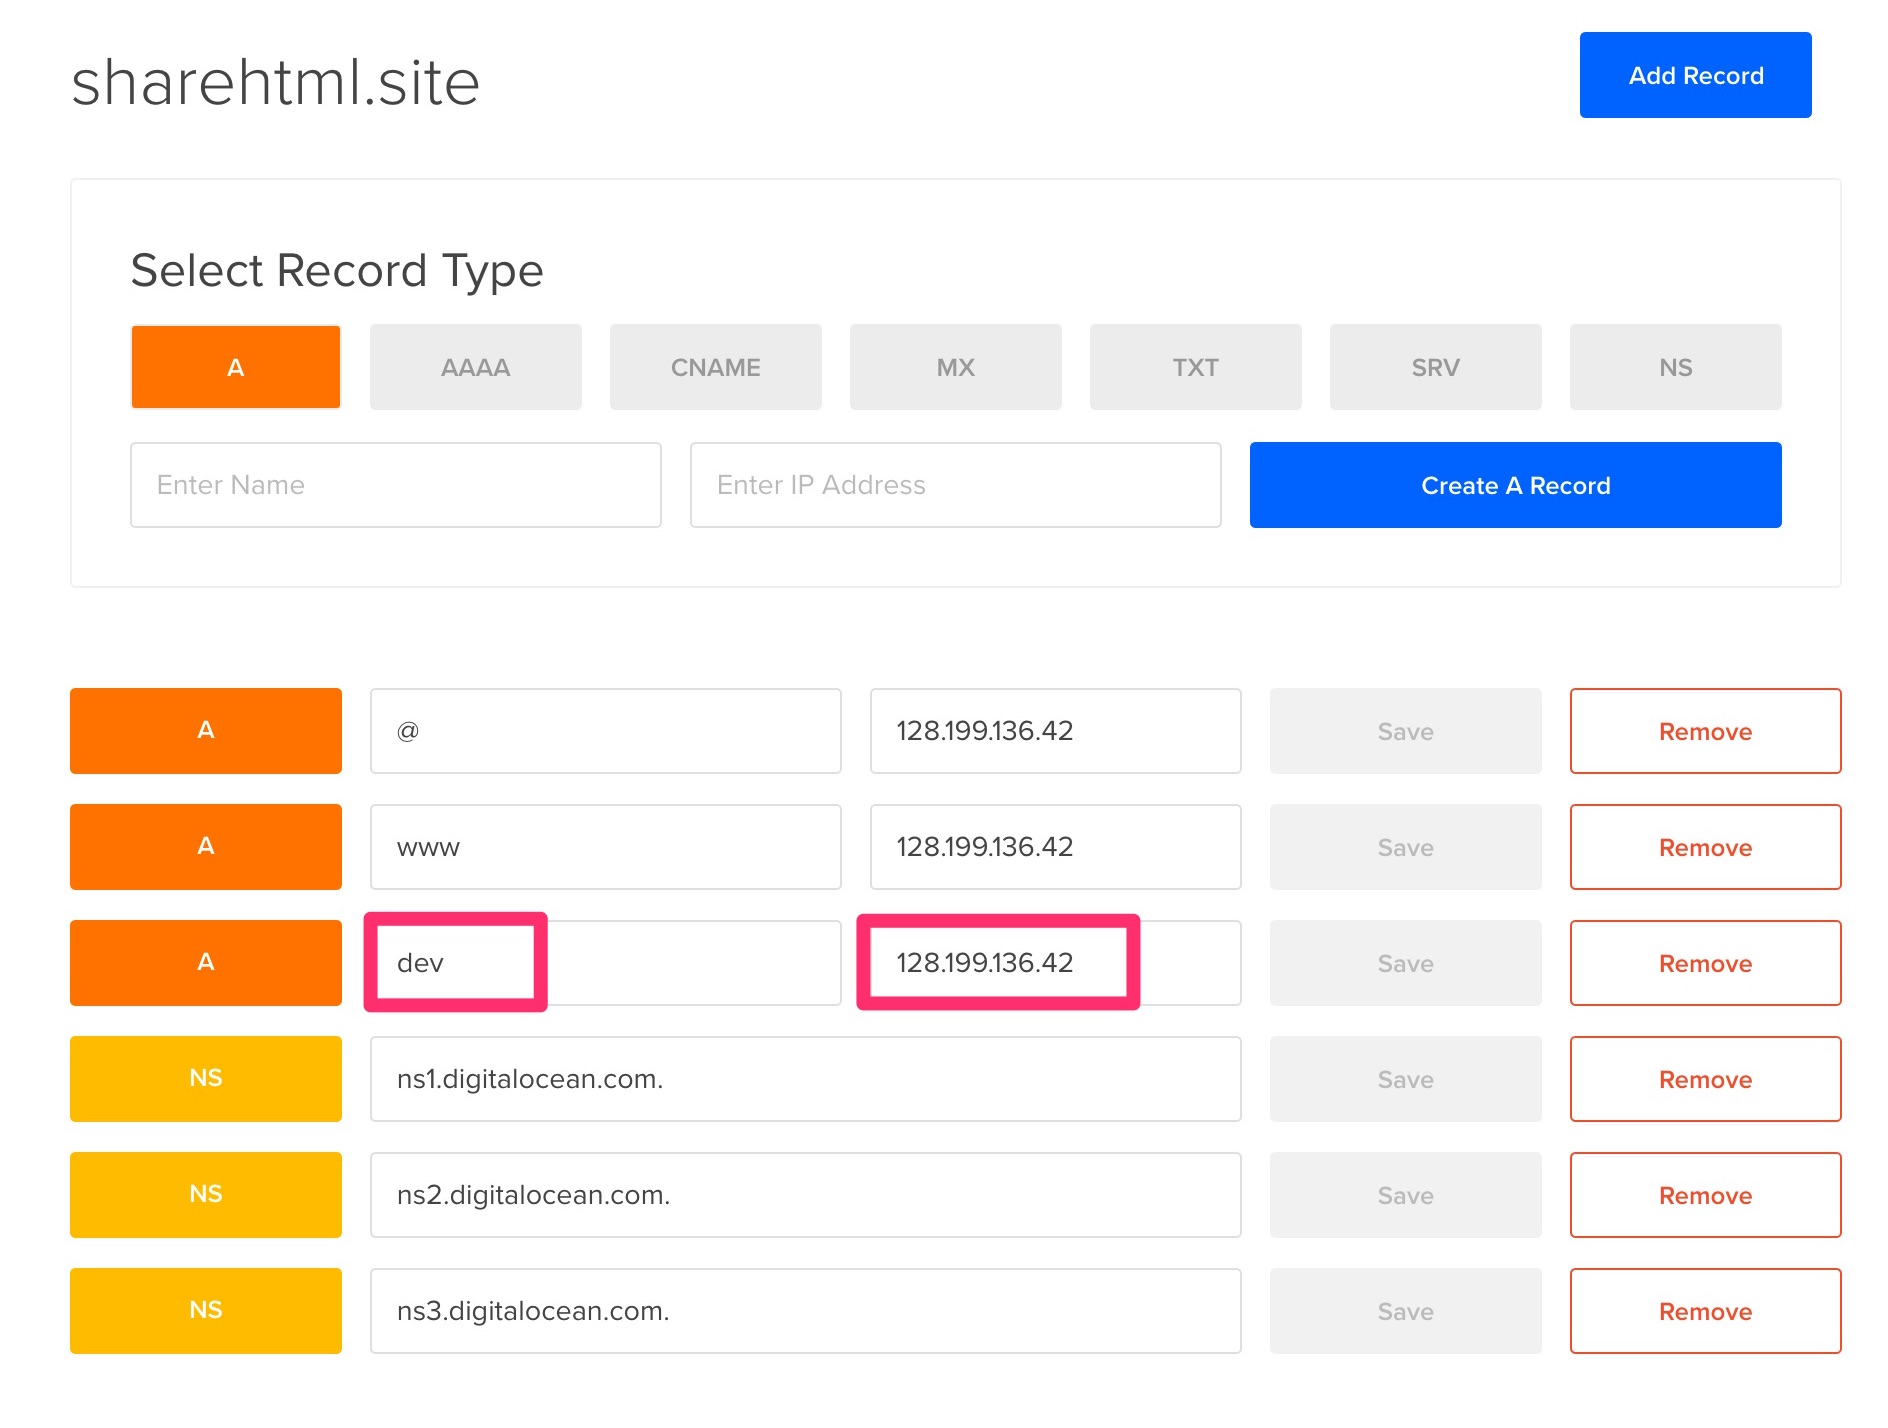 sharehtml.site
Add Record
Select Record Type
A AAAA CNAME MX TXT SRV NS
Enter Name Enter IP Address Create A Record
A @ 128.199.136.42 Save Remove
A www 128.199.136.42 Save Remove
A dev 128.199.136.42 Save Remove
NS ns1.digitalocean.com. Save Remove
NS ns2.digitalocean.com. Save Remove
NS ns3.digitalocean.com. Save Remove